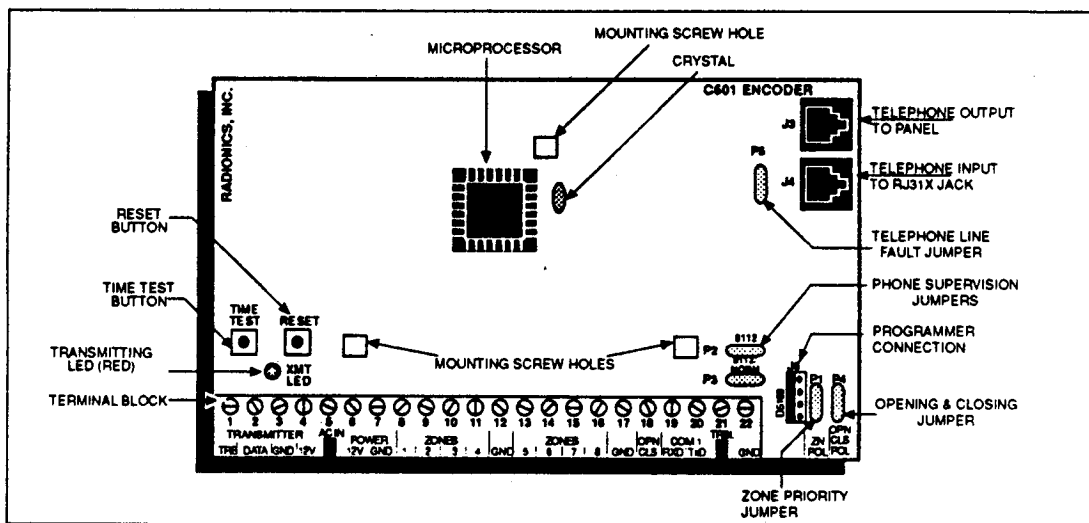 MOUNTING SCREW HOLE
MICROPROCESSOR
CRYSTAL
RADIONICS, INC.
C601 ENCODER
J3
TELEPHONE OUTPUT
TO PANEL
J4
TELEPHONE INPUT
TO RJ31X JACK
TELEPHONE LINE
FAULT JUMPER
RESET
BUTTON
TIME TEST
BUTTON
TIME
TEST
RESET
PHONE SUPERVISION
JUMPERS
P2
P3
NORM
PROGRAMMER
CONNECTION
TRANSMITTING
LED (RED)
XMT
LED
MOUNTING SCREW HOLES
TERMINAL BLOCK
OPENING & CLOSING
JUMPER
1 2 3 4 5 6 7 8 9 10 11 12 13 14 15 16 17 18 19 20 21 22
TRANSMITTER AC IN POWER ZONES ZONES OPN COM 1 TRBL
TRB DATA GND 12V 12V GND 1 2 3 4 GND 5 6 7 8 GND CLS RXD TXD GND
ZN
POL
OPN
CLS
POL
ZONE PRIORITY
JUMPER